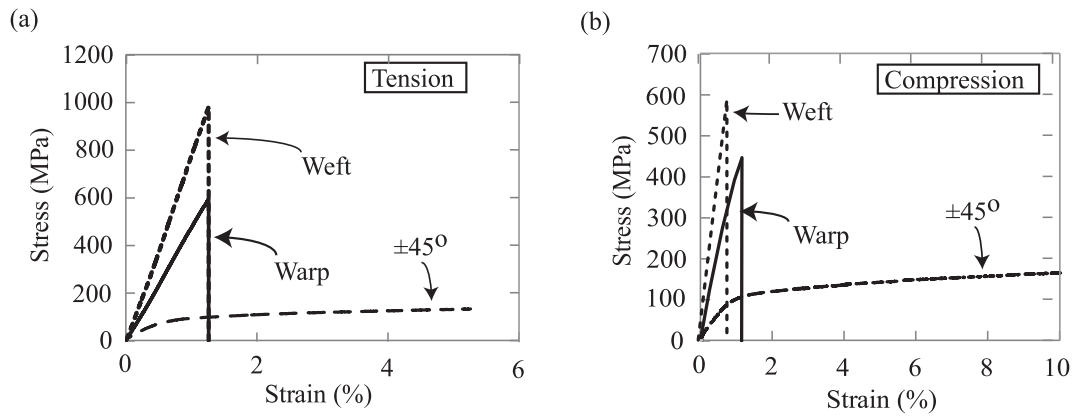 (a)
1200
1000
800
600
400
200
0
Stress (MPa)
Tension
Weft
Warp
±45°
0 2 4 6
Strain (%)
(b)
700
600
500
400
300
200
100
0
Stress (MPa)
Compression
Weft
Warp
±45°
0 2 4 6 8 10
Strain (%)